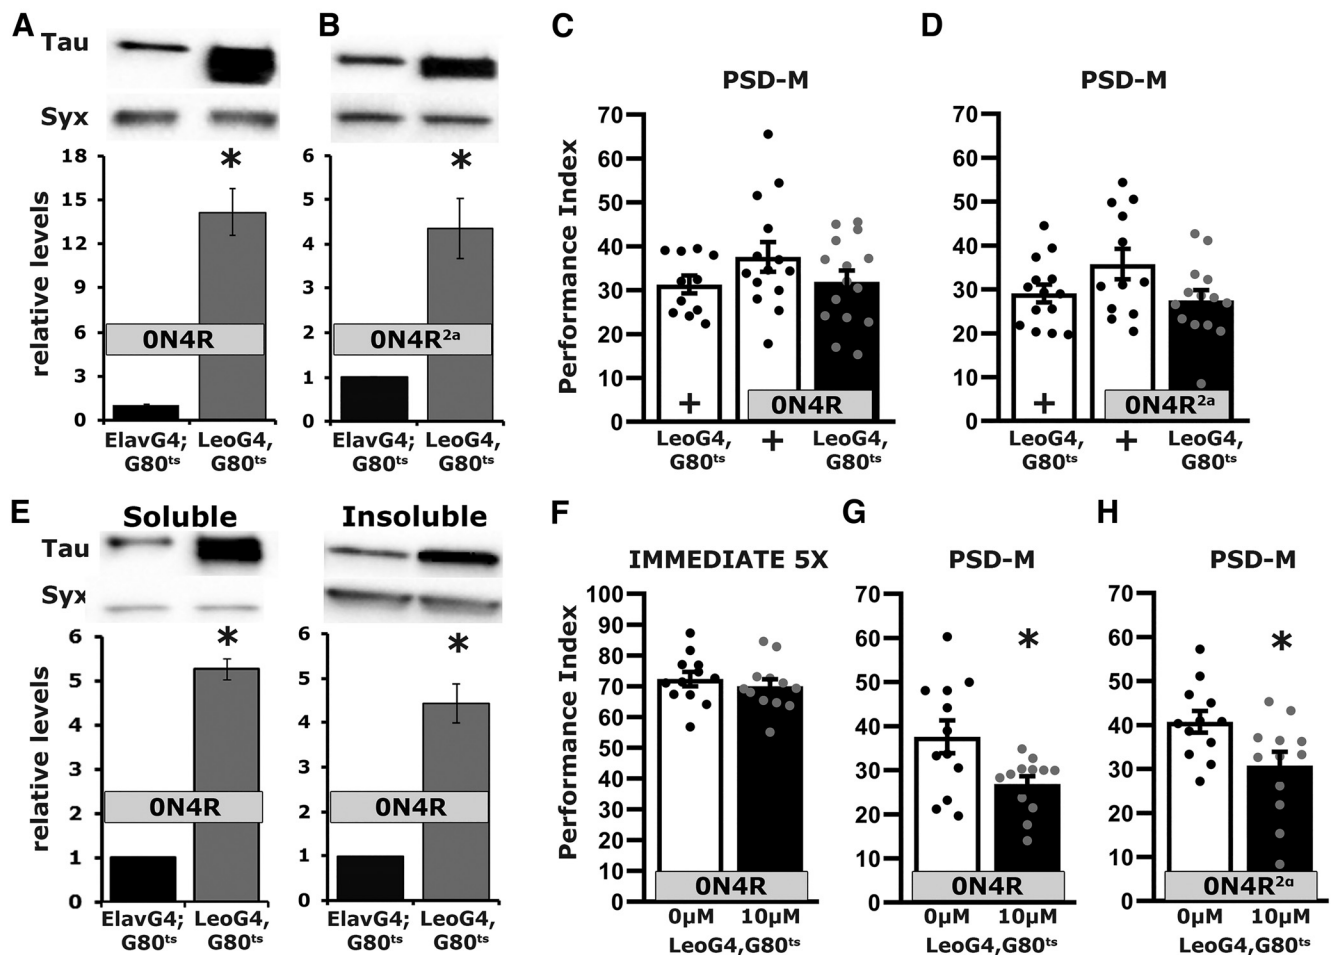 A
Tau
Syx
18
15
12
9
6
3
0
relative levels
*
0N4R
ElavG4;
G80ts
LeoG4,
G80ts
B
6
5
4
3
2
1
0
*
0N4R2a
ElavG4;
G80ts
LeoG4,
G80ts
C
PSD-M
Performance Index
70
60
50
40
30
20
10
0
+
0N4R
LeoG4,
G80ts
+
LeoG4,
G80ts
D
PSD-M
70
60
50
40
30
20
10
0
+
0N4R2a
LeoG4,
G80ts
+
LeoG4,
G80ts
E
Soluble
Tau
Syx
6
5
4
3
2
1
0
relative levels
*
0N4R
ElavG4;
G80ts
LeoG4,
G80ts
Insoluble
6
5
4
3
2
1
0
*
0N4R
ElavG4;
G80ts
LeoG4,
G80ts
F
IMMEDIATE 5X
Performance Index
100
90
80
70
60
50
40
30
20
10
0
0N4R
0µM 10µM
LeoG4,G80ts
G
PSD-M
70
60
50
40
30
20
10
0
*
0N4R
0µM 10µM
LeoG4,G80ts
H
PSD-M
70
60
50
40
30
20
10
0
*
0N4R2α
0µM 10µM
LeoG4,G80ts